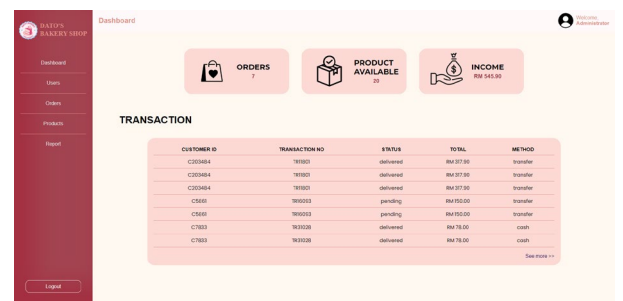 DATO'S
BAKERY SHOP
Dashboard
Users
Orders
Products
Report
Logout
Dashboard
Welcome,
Administrator
ORDERS
7
PRODUCT
AVAILABLE
20
INCOME
RM 545.90
TRANSACTION
CUSTOMER ID TRANSACTION NO STATUS TOTAL METHOD
C203484 TR11801 delivered RM 317.90 transfer
C203484 TR11801 delivered RM 317.90 transfer
C203484 TR11801 delivered RM 317.90 transfer
C5661 TR16093 pending RM 150.00 transfer
C5661 TR16093 pending RM 150.00 transfer
C7833 TR31028 delivered RM 78.00 cash
C7833 TR31028 delivered RM 78.00 cash
See more >>